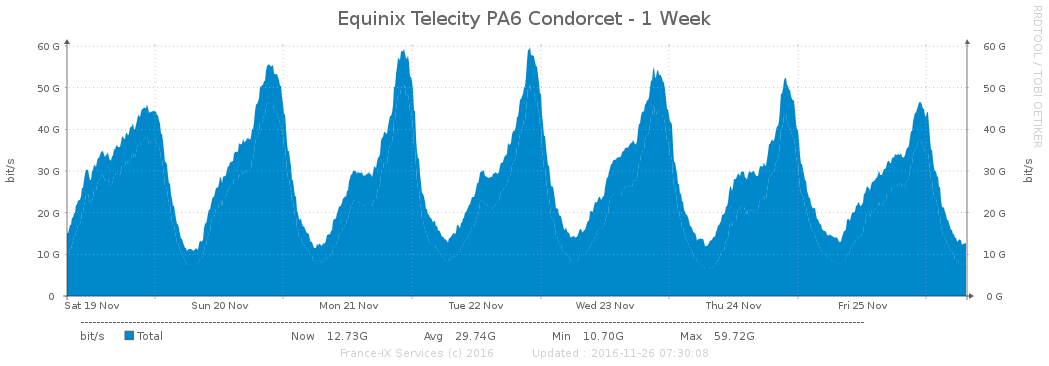 Equinix Telecity PA6 Condorcet - 1 Week
RRDTOOL / TOBI OETIKER
60 G 60 G
50 G 50 G
40 G 40 G
30 G 30 G
20 G 20 G
10 G 10 G
0 0 G
bit/s bit/s
Sat 19 Nov Sun 20 Nov Mon 21 Nov Tue 22 Nov Wed 23 Nov Thu 24 Nov Fri 25 Nov
bit/s Total Now 12.73G Avg 29.74G Min 10.70G Max 59.72G
France-IX Services (c) 2016 Updated : 2016-11-26 07:30:08